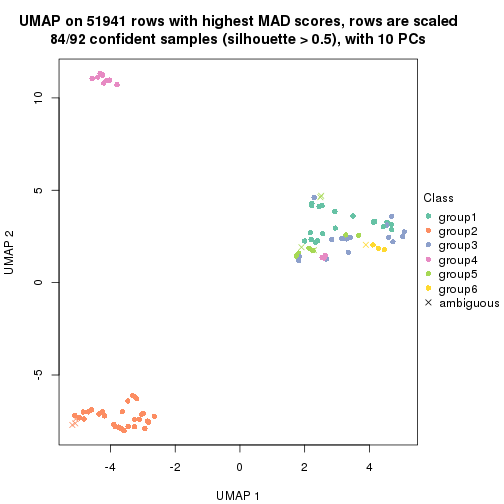 UMAP on 51941 rows with highest MAD scores, rows are scaled
84/92 confident samples (silhouette > 0.5), with 10 PCs
10
5
0
-5
UMAP 2
-4
-2
0
2
4
UMAP 1
Class
group1
group2
group3
group4
group5
group6
ambiguous